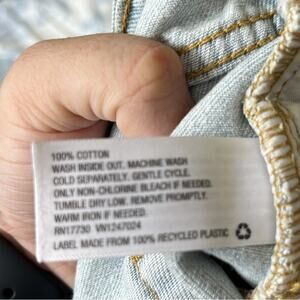 100% COTTON
WASH INSIDE OUT. MACHINE WASH
COLD SEPARATELY. GENTLE CYCLE.
ONLY NON-CHLORINE BLEACH IF NEEDED.
TUMBLE DRY LOW. REMOVE PROMPTLY.
WARM IRON IF NEEDED.
RN17730 VN1247024
LABEL MADE FROM 100% RECYCLED PLASTIC